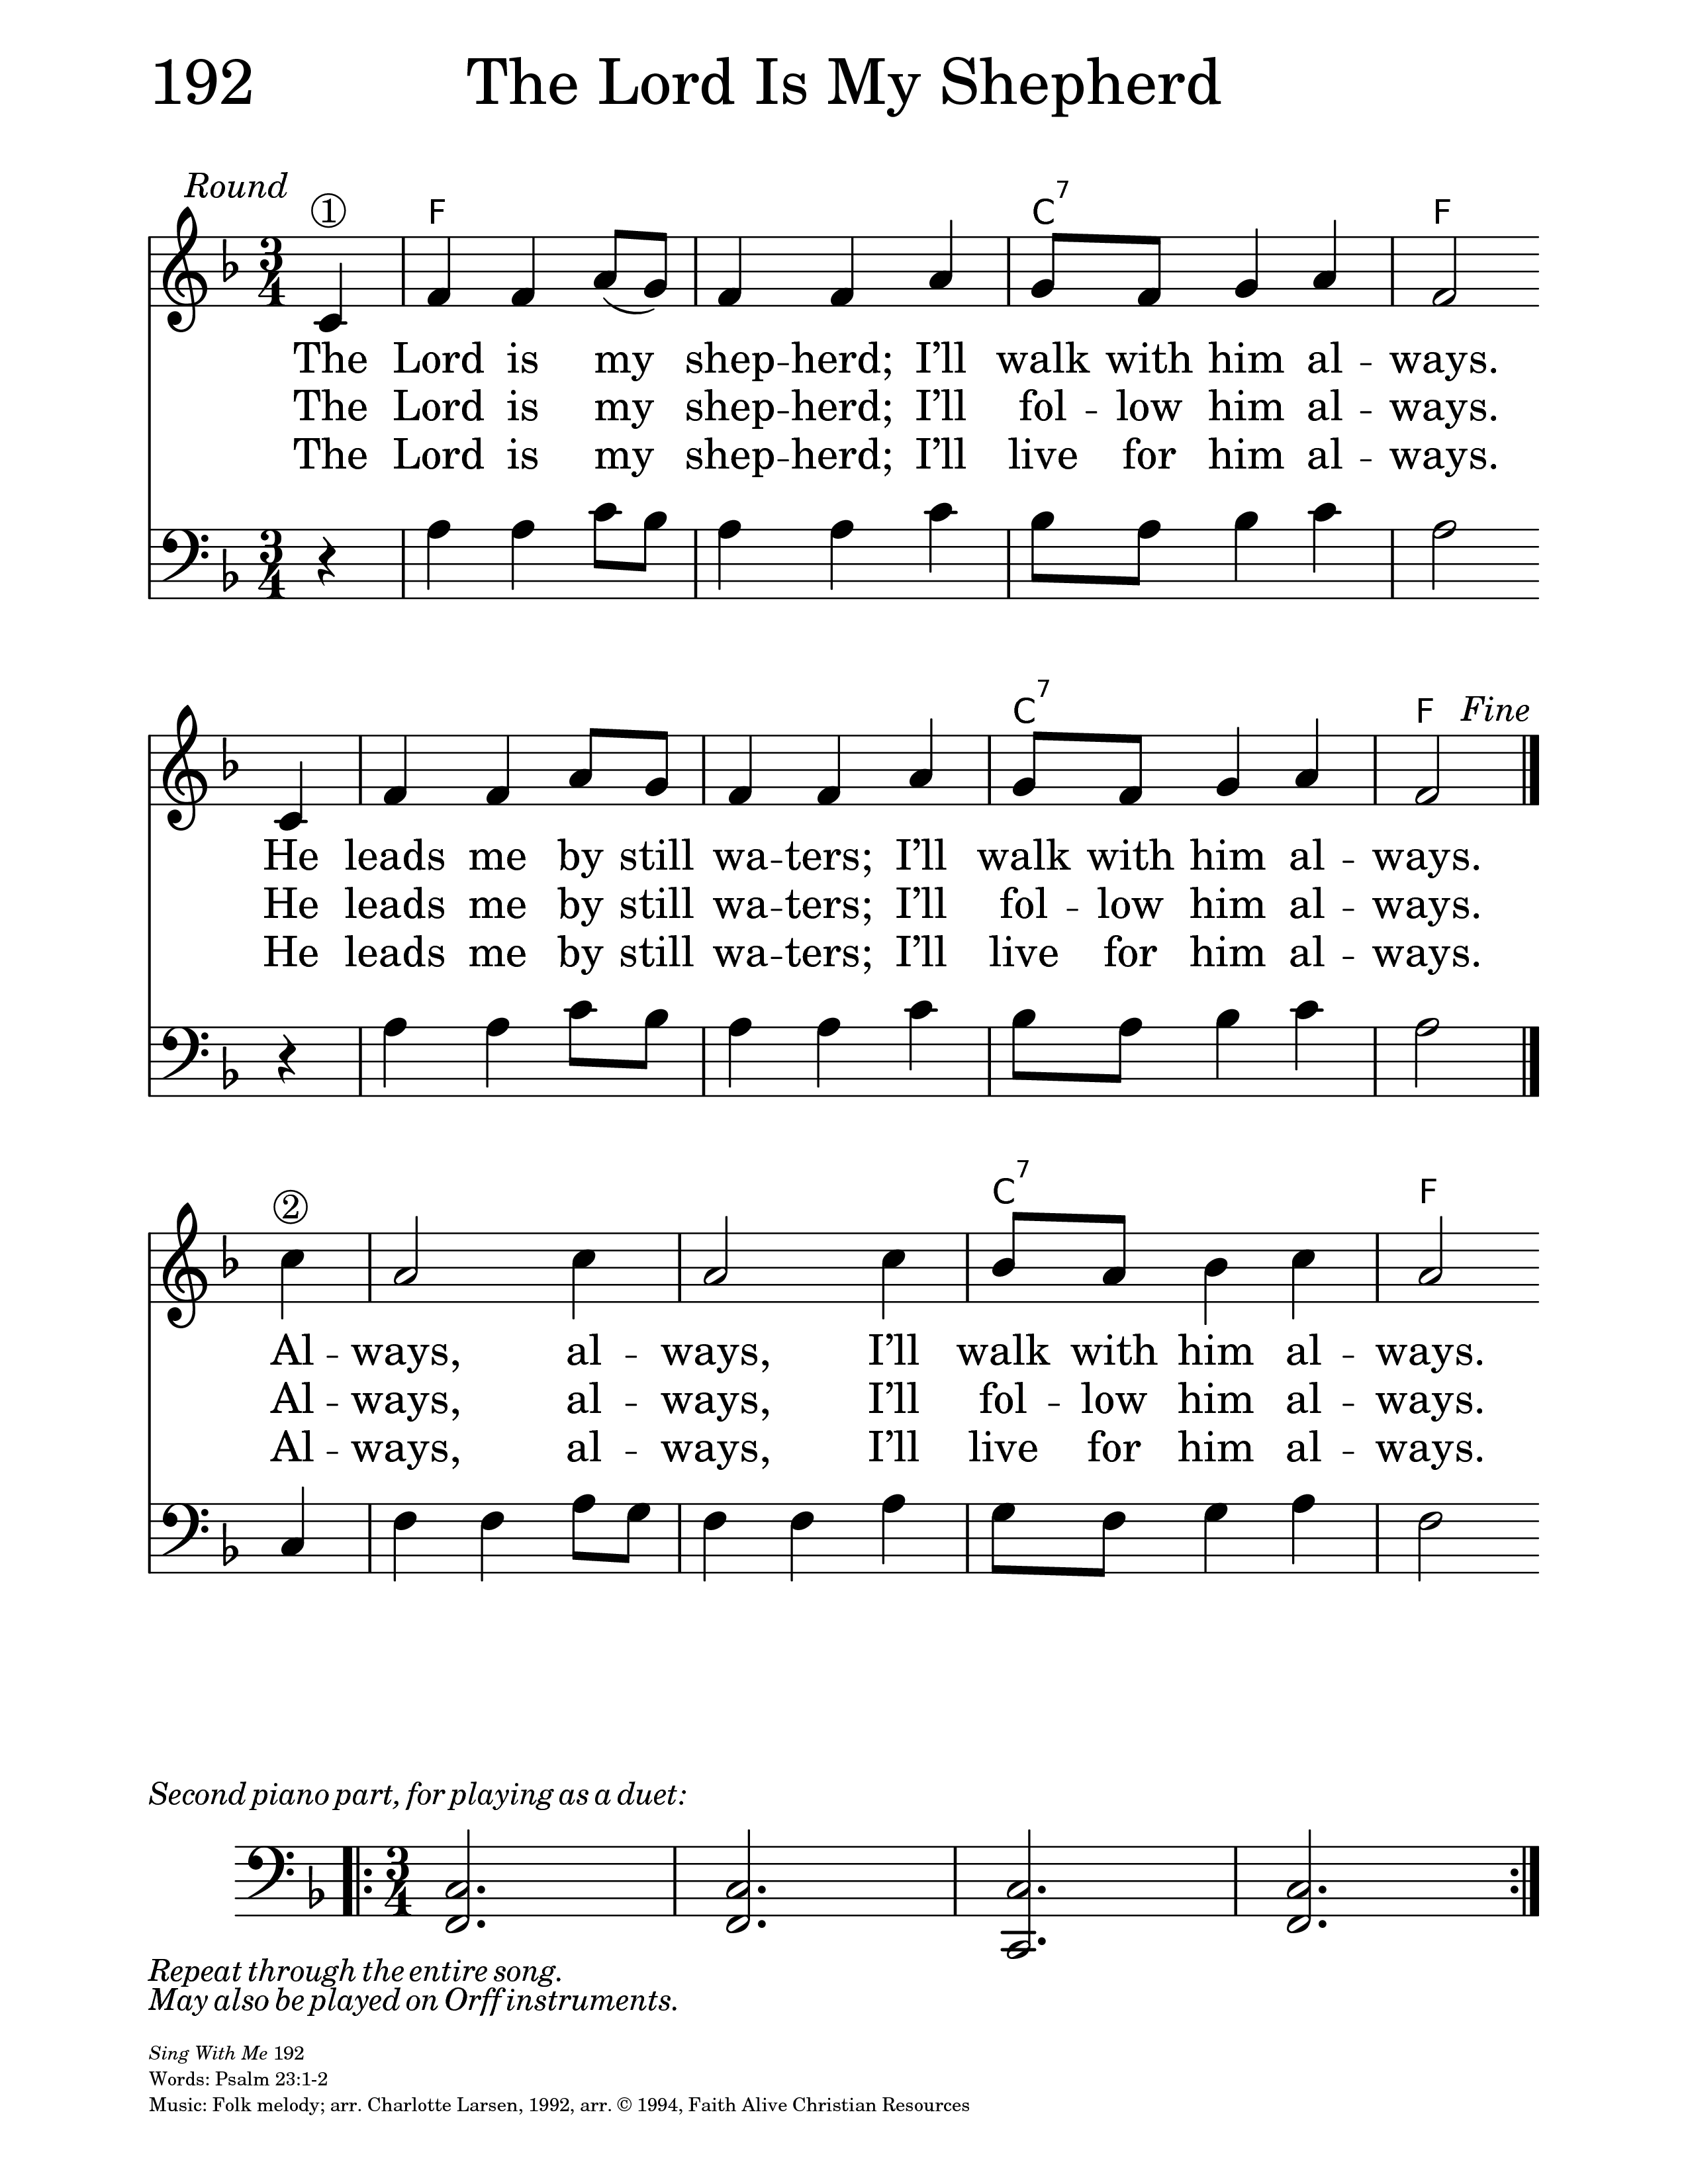 192 The Lord Is My Shepherd
Round
① F C7 F
The Lord is my shep -- herd; I’ll walk with him al -- ways.
The Lord is my shep -- herd; I’ll fol -- low him al -- ways.
The Lord is my shep -- herd; I’ll live for him al -- ways.
C7 F Fine
He leads me by still wa -- ters; I’ll walk with him al -- ways.
He leads me by still wa -- ters; I’ll fol -- low him al -- ways.
He leads me by still wa -- ters; I’ll live for him al -- ways.
② C7 F
Al -- ways, al -- ways, I’ll walk with him al -- ways.
Al -- ways, al -- ways, I’ll fol -- low him al -- ways.
Al -- ways, al -- ways, I’ll live for him al -- ways.
Second piano part, for playing as a duet:
Repeat through the entire song.
May also be played on Orff instruments.
Sing With Me 192
Words: Psalm 23:1-2
Music: Folk melody; arr. Charlotte Larsen, 1992, arr. © 1994, Faith Alive Christian Resources